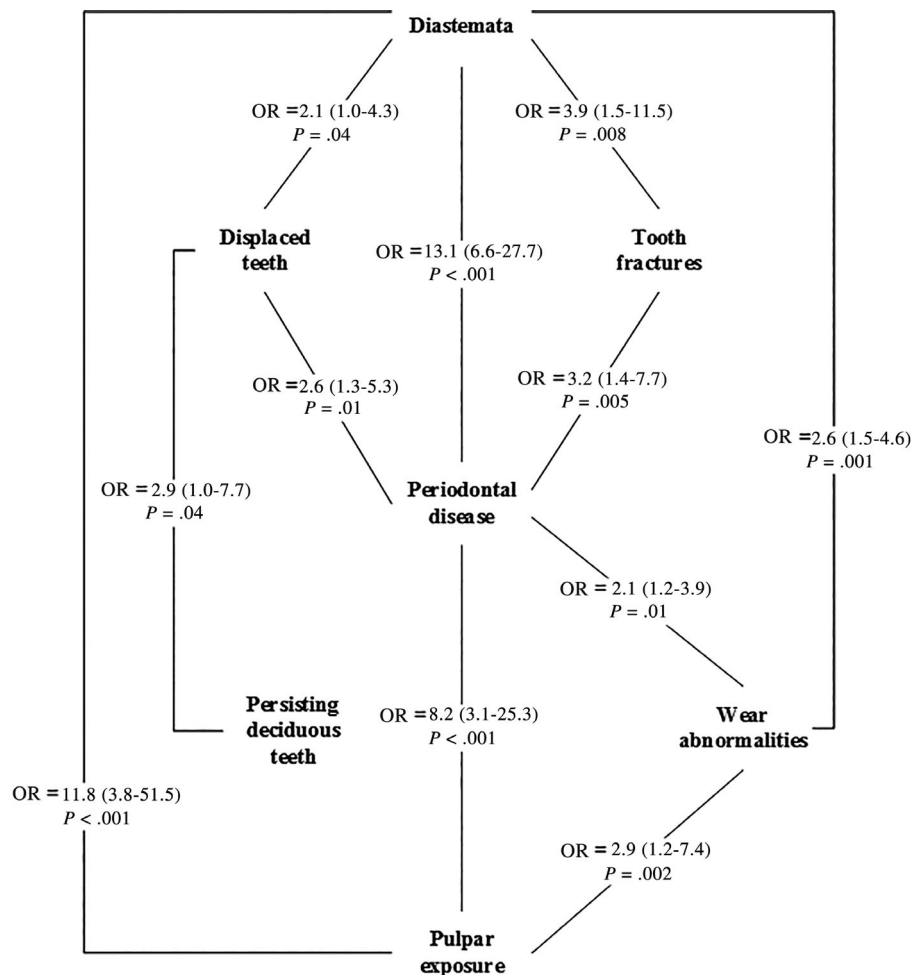 Diastemata
OR = 2.1 (1.0-4.3)
P = .04
OR = 3.9 (1.5-11.5)
P = .008
Displaced
teeth
OR = 13.1 (6.6-27.7)
P < .001
Tooth
fractures
OR = 2.6 (1.3-5.3)
P = .01
OR = 3.2 (1.4-7.7)
P = .005
OR = 2.6 (1.5-4.6)
P = .001
OR = 2.9 (1.0-7.7)
P = .04
Periodontal
disease
OR = 2.1 (1.2-3.9)
P = .01
Persisting
deciduous
teeth
OR = 8.2 (3.1-25.3)
P < .001
Wear
abnormalities
OR = 11.8 (3.8-51.5)
P < .001
OR = 2.9 (1.2-7.4)
P = .002
Pulpar
exposure